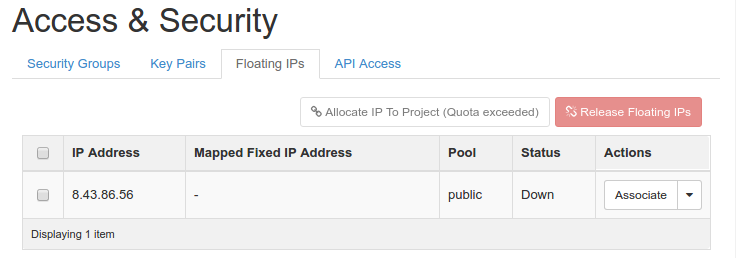 Access & Security
Security Groups Key Pairs Floating IPs API Access
Allocate IP To Project (Quota exceeded) Release Floating IPs
IP Address Mapped Fixed IP Address Pool Status Actions
8.43.86.56 - public Down Associate
Displaying 1 item